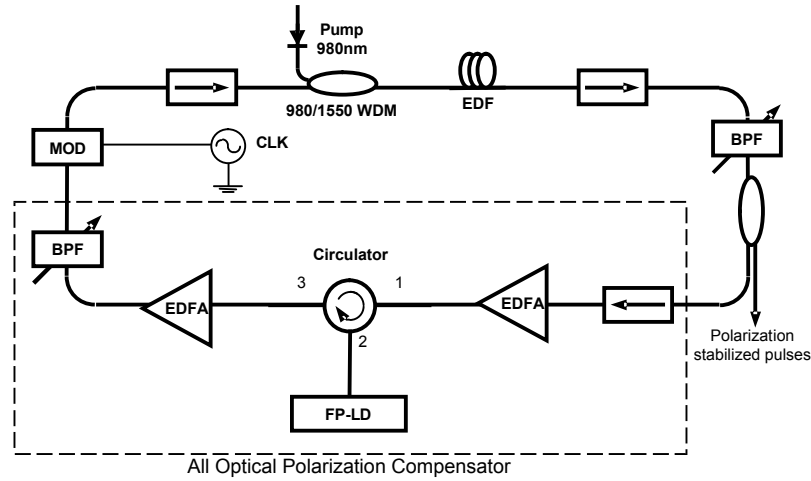 Pump
980nm
980/1550 WDM
EDF
MOD
CLK
BPF
BPF
Circulator
EDFA
3
1
EDFA
2
FP-LD
Polarization
stabilized pulses
All Optical Polarization Compensator